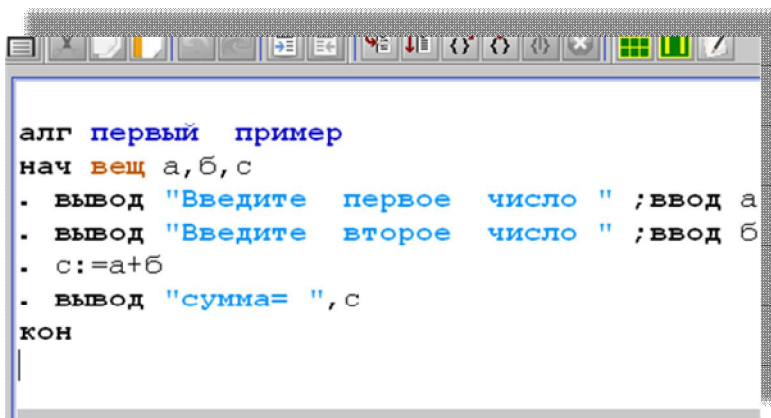 алг первый пример
нач вещ а,б,с
. вывод "Введите первое число " ;ввод а
. вывод "Введите второе число " ;ввод б
. с:=а+б
. вывод "сумма= ",с
кон